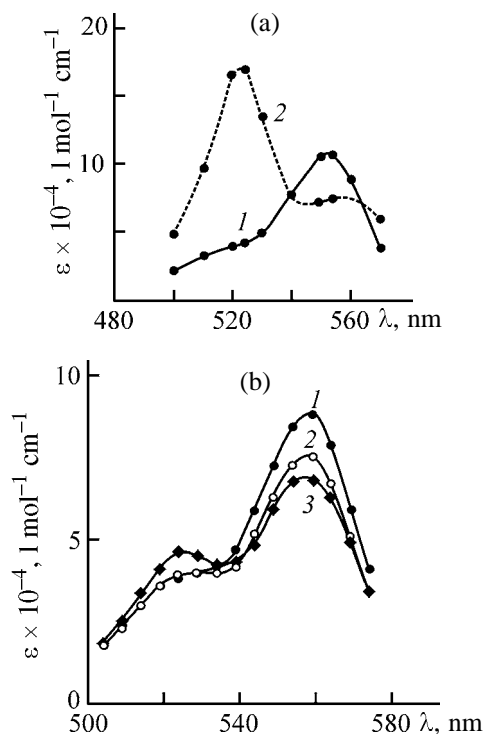 (a)
20
10
ε × 10⁻⁴, l mol⁻¹ cm⁻¹
2
1
480 520 560 λ, nm
(b)
10
5
0
ε × 10⁻⁴, l mol⁻¹ cm⁻¹
1
2
3
500 540 580 λ, nm